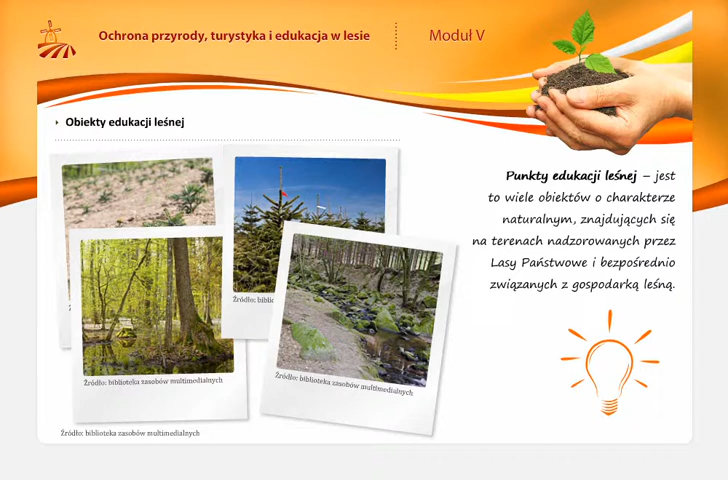 Ochrona przyrody, turystyka i edukacja w lesie
Moduł V
Obiekty edukacji leśnej
Punkty edukacji leśnej – jest
to wiele obiektów o charakterze
naturalnym, znajdujących się
na terenach nadzorowanych przez
Lasy Państwowe i bezpośrednio
związanych z gospodarką leśną.
Źródło: biblio
Źródło: biblioteka zasobów multimedialnych
Źródło: biblioteka zasobów multimedialnych
Źródło: biblioteka zasobów multimedialnych